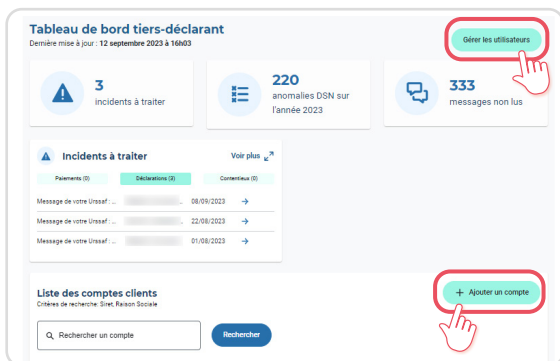 Tableau de bord tiers-déclarant
Dernière mise à jour : 12 septembre 2023 à 16h03
Gérer les utilisateurs
3
incidents à traiter
220
anomalies DSN sur
l'année 2023
333
messages non lus
Incidents à traiter
Voir plus
Paiements (0)
Déclarations (3)
Contentieux (0)
Message de votre Urssaf : ... 08/09/2023
Message de votre Urssaf : ... 22/08/2023
Message de votre Urssaf : ... 01/08/2023
Liste des comptes clients
Critères de recherche: Siret, Raison Sociale
+ Ajouter un compte
Rechercher un compte
Rechercher